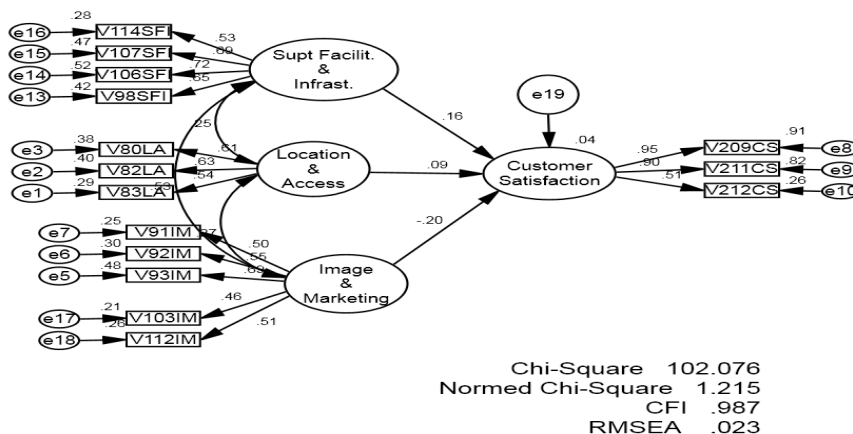 .28
e16 V114SFI .53
.47
e15 V107SFI .69
.52
e14 V106SFI .72
.42
e13 V98SFI .65
Supt Facilit.
&
Infrast.
.25
.16
e19
.04
.38
e3 V80LA .61
.40
e2 V82LA .63
.29
e1 V83LA .54
Location
&
Access
.09
Customer
Satisfaction
.95 V209CS .91 e8
.90 V211CS .82 e9
.51 V212CS .26 e10
-.20
.25
e7 V91IM .50
.30
e6 V92IM .55
.48
e5 V93IM
Image
&
Marketing
.21
e17 V103IM .46
.26
e18 V112IM .51
Chi-Square 102.076
Normed Chi-Square 1.215
CFI .987
RMSEA .023